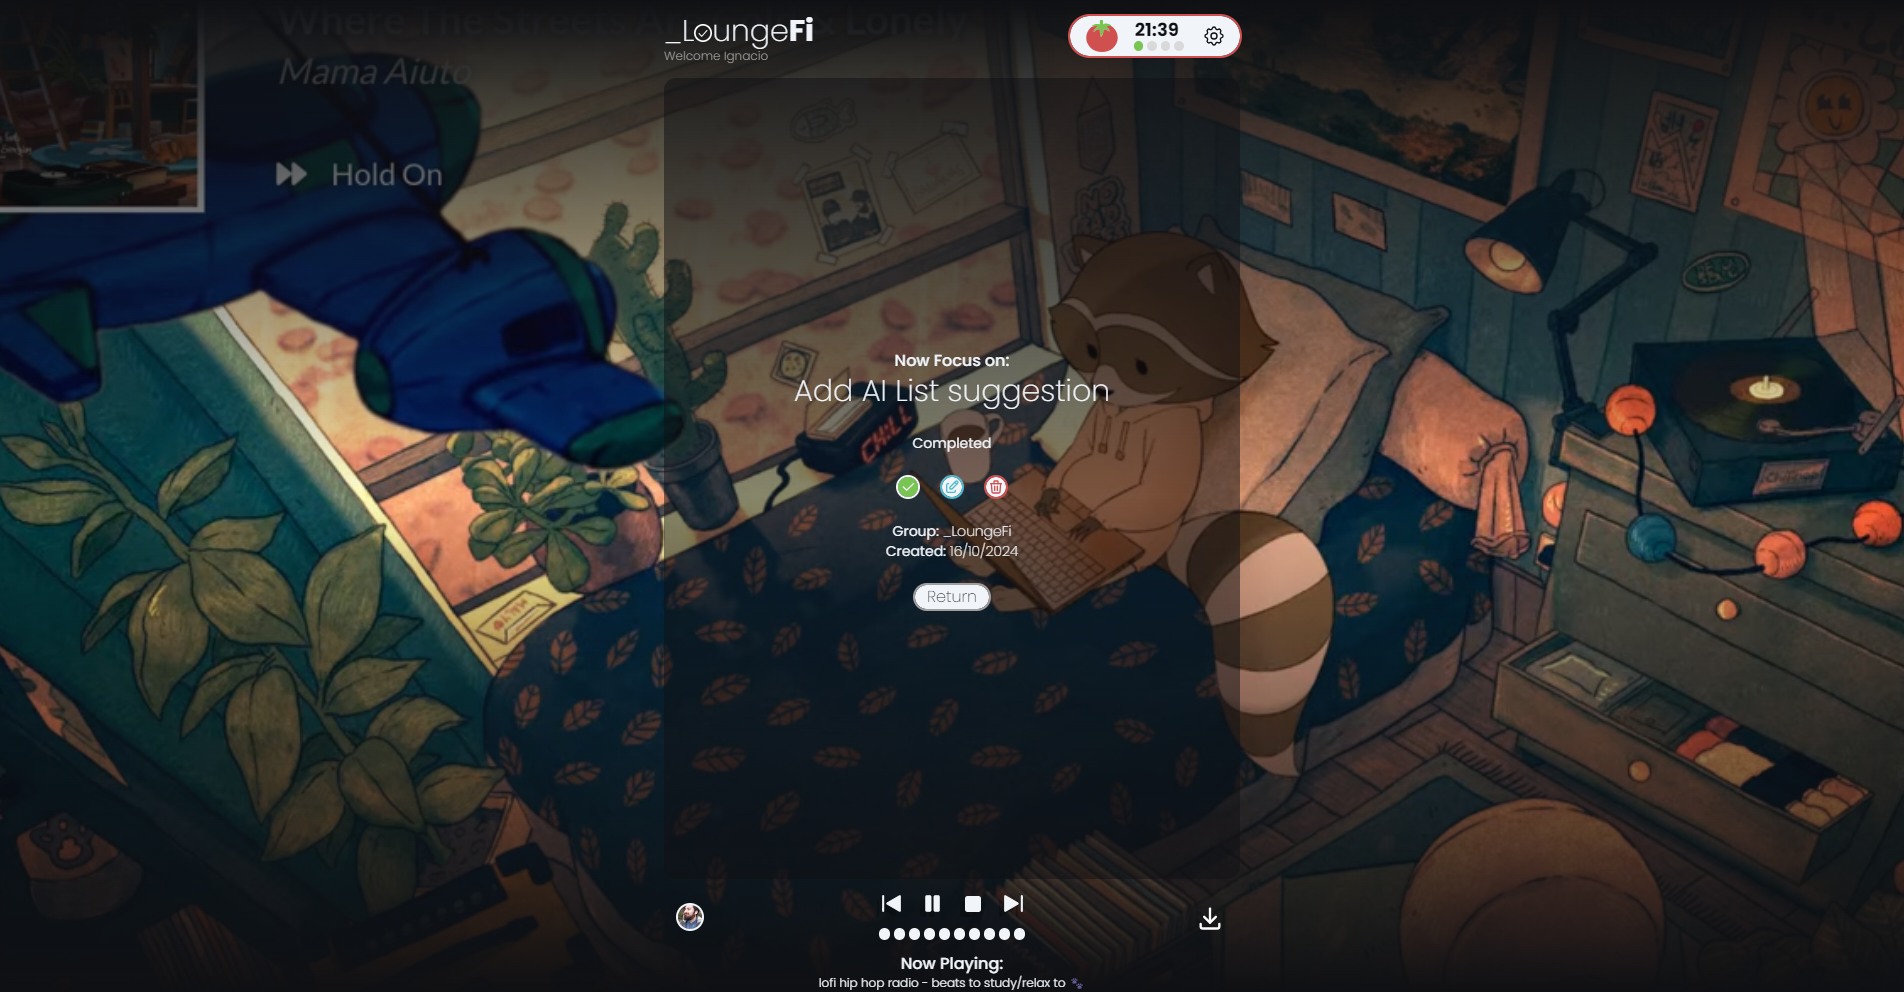 Where The Streets A
& Lonely
Mama Aiuto
Hold On
_LoungeFi
Welcome Ignacio
21:39
CHILL
Now Focus on:
Add AI List suggestion
Completed
Group: _LoungeFi
Created: 16/10/2024
Return
Now Playing:
lofi hip hop radio - beats to study/relax to